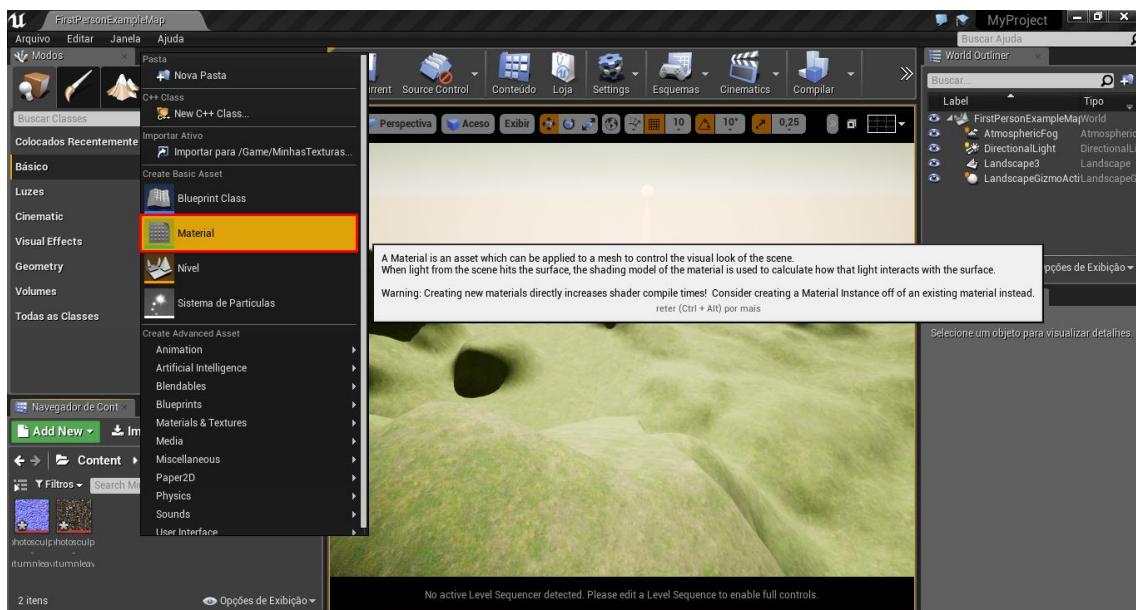 FirstPersonExampleMap
MyProject
Arquivo Editar Janela Ajuda
Buscar Ajuda
Modos
Buscar Classes
Colocados Recentemente
Básico
Luzes
Cinematic
Visual Effects
Geometry
Volumes
Todas as Classes
Pasta
Nova Pasta
C++ Class
New C++ Class...
Importar Ativo
Importar para /Game/MinhasTexturas...
Create Basic Asset
Blueprint Class
Material
Nível
Sistema de Partículas
Create Advanced Asset
Animation
Artificial Intelligence
Blendables
Blueprints
Materials & Textures
Media
Miscellaneous
Paper2D
Physics
Sounds
User Interface
Source Control Conteúdo Loja Settings Esquemas Cinematics Compilar
Perspectiva Aceso Exibir 10 10° 0,25
A Material is an asset which can be applied to a mesh to control the visual look of the scene.
When light from the scene hits the surface, the shading model of the material is used to calculate how that light interacts with the surface.
Warning: Creating new materials directly increases shader compile times! Consider creating a Material Instance off of an existing material instead.
reter (Ctrl + Alt) por mais
World Outliner
Buscar...
Label Tipo
FirstPersonExampleMap World
AtmosphericFog Atmospheric
DirectionalLight DirectionalLi
Landscape3 Landscape
LandscapeGizmoActi LandscapeG
pções de Exibição
Selecione um objeto para visualizar detalhes.
Navegador de Cont
Add New Im
Content
Filtros Search Mi
2 itens Opções de Exibição
No active Level Sequencer detected. Please edit a Level Sequence to enable full controls.